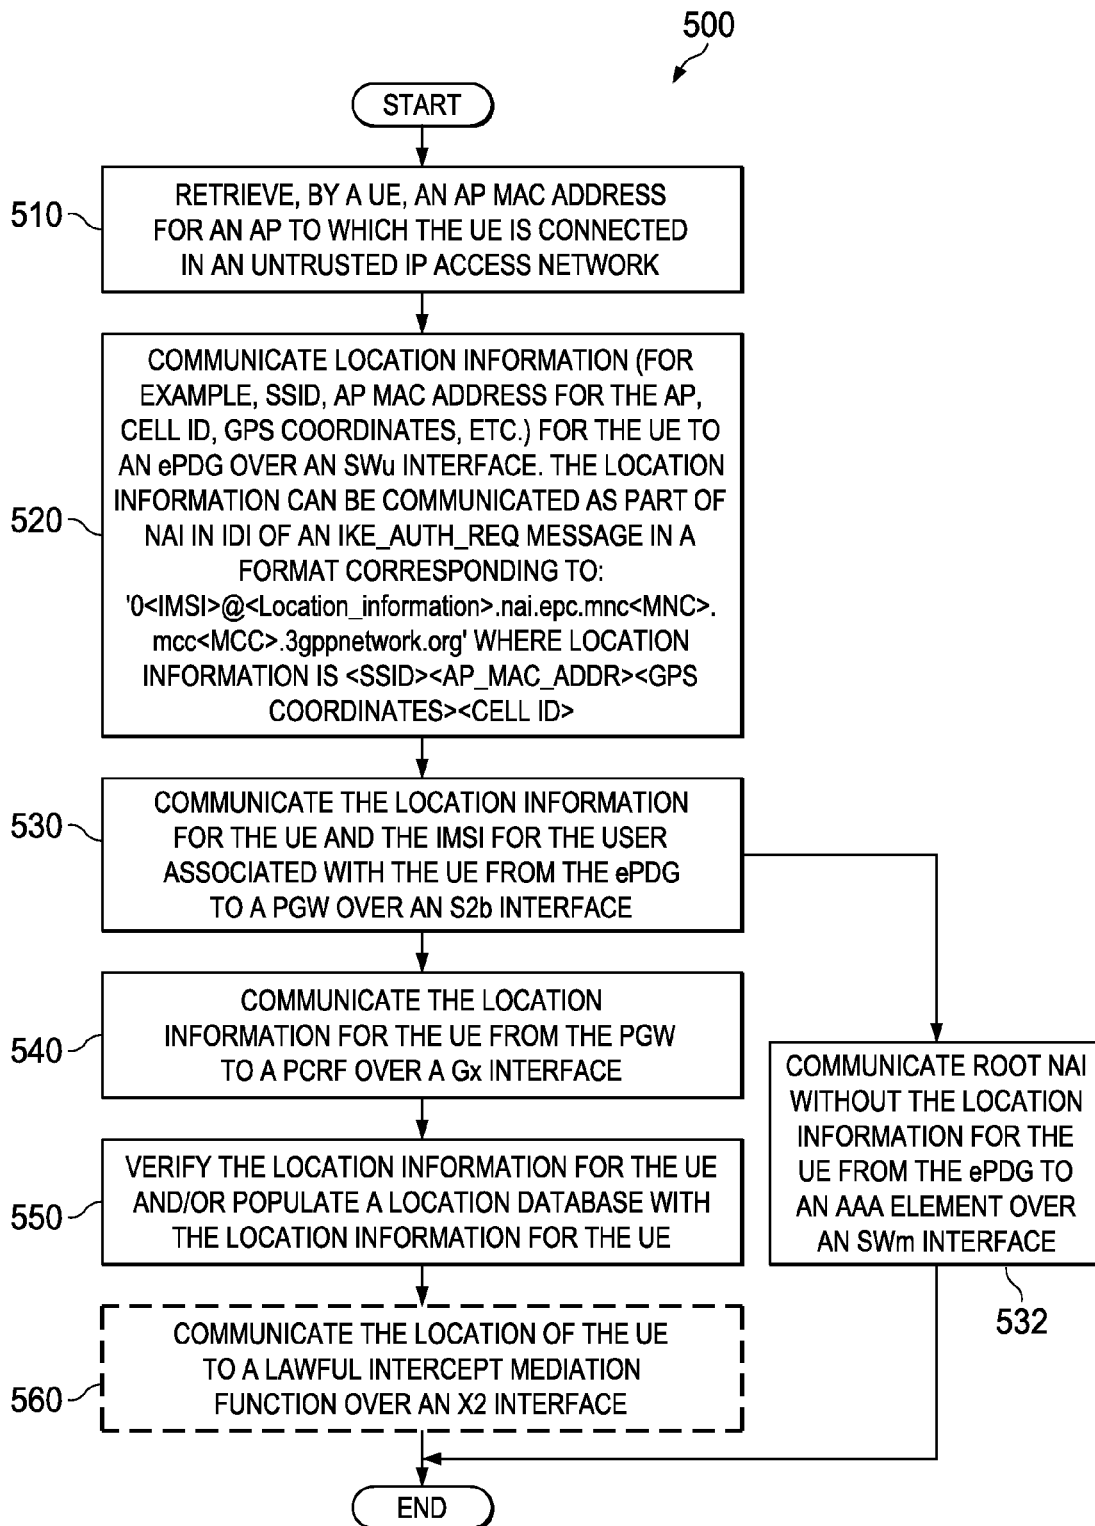 500
START
510
RETRIEVE, BY A UE, AN AP MAC ADDRESS
FOR AN AP TO WHICH THE UE IS CONNECTED
IN AN UNTRUSTED IP ACCESS NETWORK
520
COMMUNICATE LOCATION INFORMATION (FOR
EXAMPLE, SSID, AP MAC ADDRESS FOR THE AP,
CELL ID, GPS COORDINATES, ETC.) FOR THE UE TO
AN ePDG OVER AN SWu INTERFACE. THE LOCATION
INFORMATION CAN BE COMMUNICATED AS PART OF
NAI IN IDI OF AN IKE_AUTH_REQ MESSAGE IN A
FORMAT CORRESPONDING TO:
'0<IMSI>@<Location_information>.nai.epc.mnc<MNC>.
mcc<MCC>.3gppnetwork.org' WHERE LOCATION
INFORMATION IS <SSID><AP_MAC_ADDR><GPS
COORDINATES><CELL ID>
530
COMMUNICATE THE LOCATION INFORMATION
FOR THE UE AND THE IMSI FOR THE USER
ASSOCIATED WITH THE UE FROM THE ePDG
TO A PGW OVER AN S2b INTERFACE
540
COMMUNICATE THE LOCATION
INFORMATION FOR THE UE FROM THE PGW
TO A PCRF OVER A Gx INTERFACE
COMMUNICATE ROOT NAI
WITHOUT THE LOCATION
INFORMATION FOR THE
UE FROM THE ePDG TO
AN AAA ELEMENT OVER
AN SWm INTERFACE
532
550
VERIFY THE LOCATION INFORMATION FOR THE UE
AND/OR POPULATE A LOCATION DATABASE WITH
THE LOCATION INFORMATION FOR THE UE
560
COMMUNICATE THE LOCATION OF THE UE
TO A LAWFUL INTERCEPT MEDIATION
FUNCTION OVER AN X2 INTERFACE
END